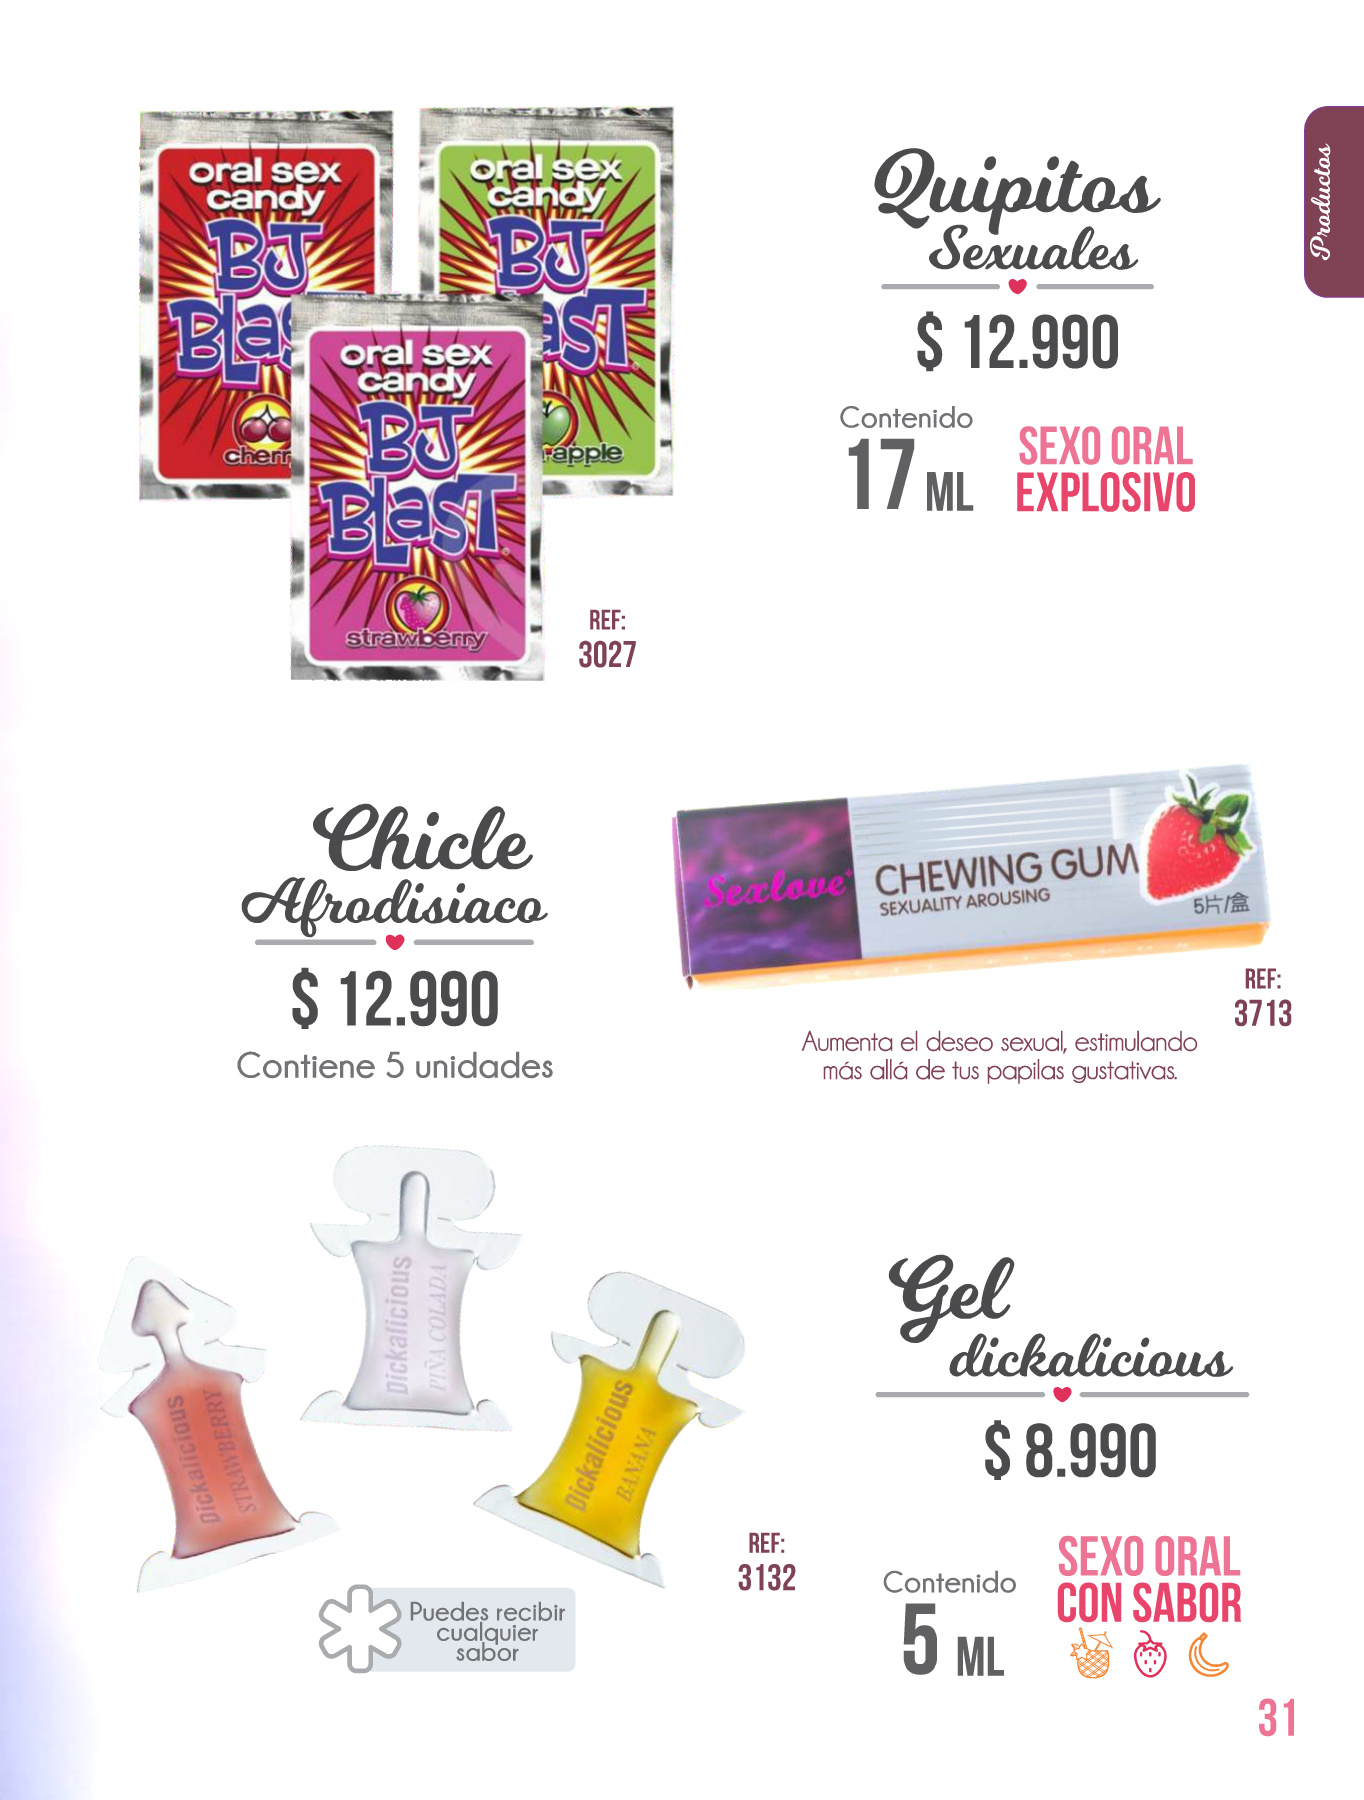 Productos
oral sex
candy
BJ
Blast
cherr
oral sex
candy
BJ
ast
apple
oral sex
candy
BJ
Blast
strawberry
REF:
3027
Quipitos
Sexuales
$ 12.990
Contenido
17 ML
SEXO ORAL
EXPLOSIVO
Chicle
Afrodisiaco
$ 12.990
Contiene 5 unidades
Sexlove
CHEWING GUM
SEXUALITY AROUSING
5片/盒
REF:
3713
Aumenta el deseo sexual, estimulando
más allá de tus papilas gustativas.
Dickalicious
STRAWBERRY
Dickalicious
PIÑA COLADA
Dickalicious
BANANA
REF:
3132
Puedes recibir
cualquier
sabor
Gel
dickalicious
$ 8.990
Contenido
5 ML
SEXO ORAL
CON SABOR
31